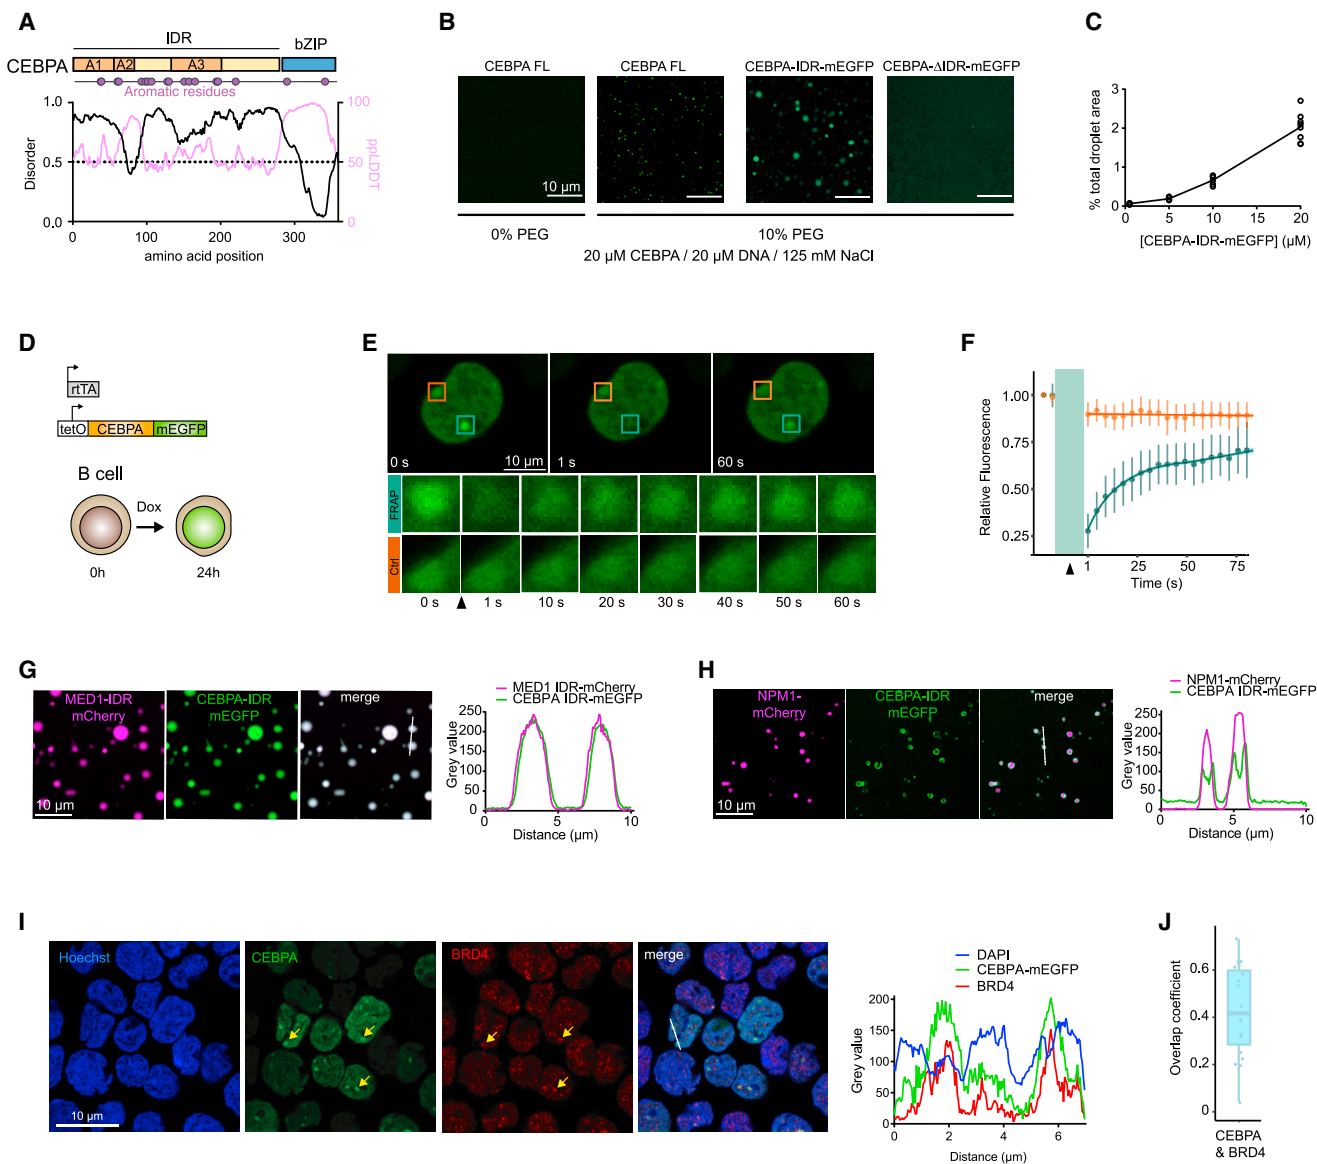 A
IDR
bZIP
CEBPA
A1
A2
A3
Aromatic residues
1.0
0.5
0.0
Disorder
100
50
0
ppLDDT
0
100
200
300
amino acid position
B
CEBPA FL
CEBPA FL
CEBPA-IDR-mEGFP
CEBPA-ΔIDR-mEGFP
10 µm
0% PEG
10% PEG
20 µM CEBPA / 20 µM DNA / 125 mM NaCl
C
% total droplet area
3
2
1
0
0
5
10
20
[CEBPA-IDR-mEGFP] (µM)
D
rtTA
tetO
CEBPA
mEGFP
B cell
Dox
0h
24h
E
0 s
10 µm
1 s
60 s
FRAP
Ctrl
0 s
1 s
10 s
20 s
30 s
40 s
50 s
60 s
F
Relative Fluorescence
1.00
0.75
0.50
0.25
1
25
50
75
Time (s)
G
MED1-IDR
mCherry
CEBPA-IDR
mEGFP
merge
10 µm
MED1 IDR-mCherry
CEBPA IDR-mEGFP
Grey value
250
200
150
100
50
0
0
5
10
Distance (µm)
H
NPM1-
mCherry
CEBPA-IDR
mEGFP
merge
10 µm
NPM1-mCherry
CEBPA IDR-mEGFP
Grey value
250
200
150
100
50
0
0
5
10
Distance (µm)
I
Hoechst
CEBPA
BRD4
merge
10 µm
DAPI
CEBPA-mEGFP
BRD4
Grey value
200
150
100
50
0
0
2
4
6
Distance (µm)
J
Overlap coefficient
0.6
0.4
0.2
0
CEBPA
& BRD4